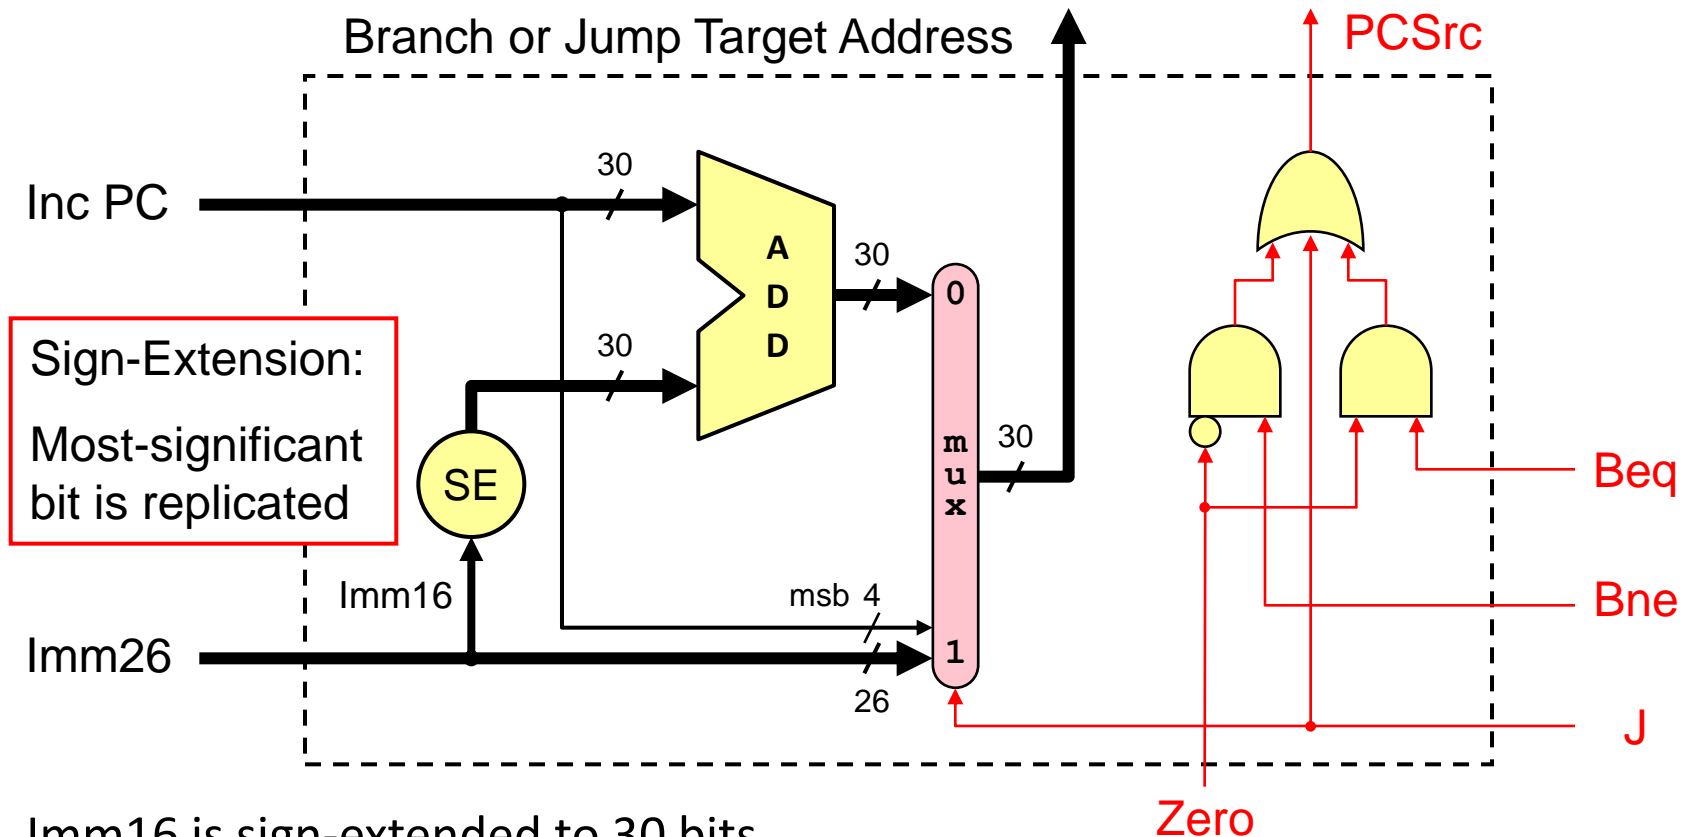 Branch or Jump Target Address
PCSrc
30
Inc PC
A
D
D
30
0
Sign-Extension:
Most-significant
bit is replicated
30
SE
m
u
x
30
Beq
Imm16
msb 4
Bne
Imm26
1
26
J
Zero
Imm16 is sign-extended to 30 bits